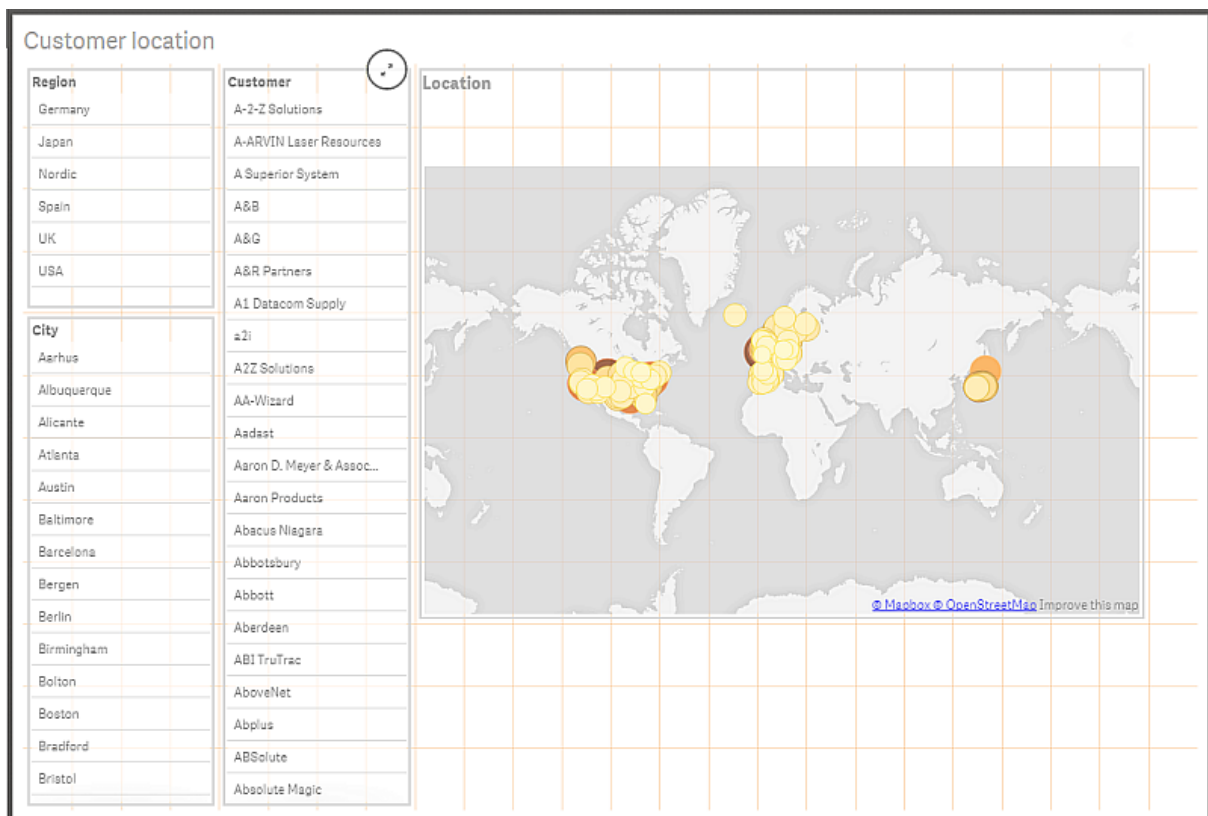 Customer location
Region
Germany
Japan
Nordic
Spain
UK
USA
City
Aarhus
Albuquerque
Alicante
Atlanta
Austin
Baltimore
Barcelona
Bergen
Berlin
Birmingham
Bolton
Boston
Bradford
Bristol
Customer
A-2-Z Solutions
A-ARVIN Laser Resources
A Superior System
A&B
A&G
A&R Partners
A1 Datacom Supply
a2i
A2Z Solutions
AA-Wizard
Aadast
Aaron D. Meyer & Assoc...
Aaron Products
Abacus Niagara
Abbotsbury
Abbott
Aberdeen
ABI TruTrac
AboveNet
Abplus
ABSolute
Absolute Magic
Location
© Mapbox © OpenStreetMap Improve this map